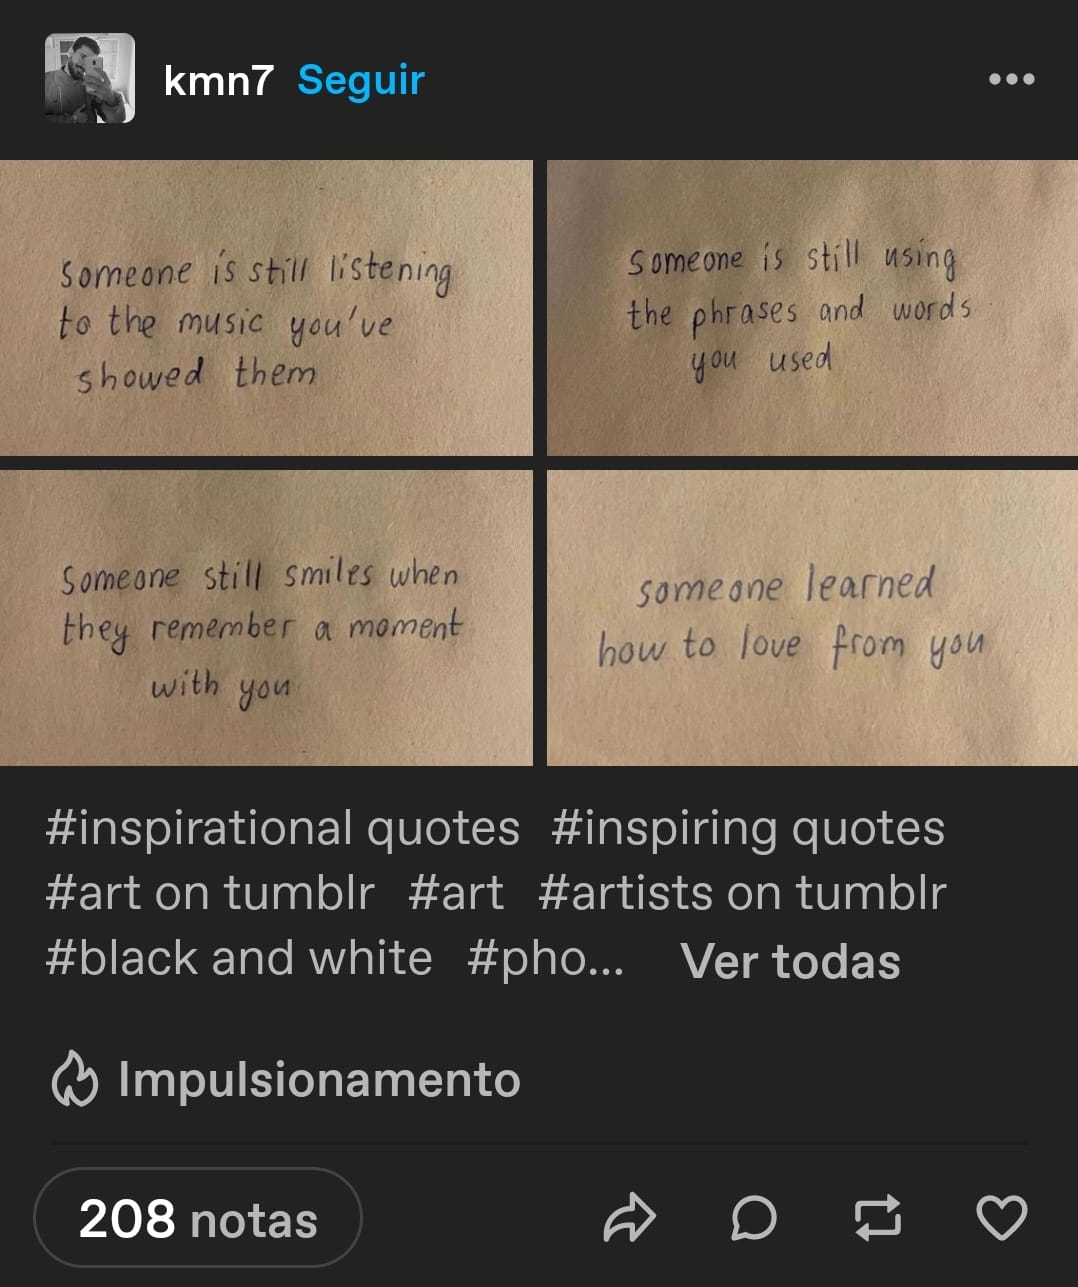 kmn7 Seguir
Someone is still listening
to the music you've
showed them
Someone is still using
the phrases and words
you used
Someone still smiles when
they remember a moment
with you
someone learned
how to love from you
#inspirational quotes #inspiring quotes
#art on tumblr #art #artists on tumblr
#black and white #pho... Ver todas
Impulsionamento
208 notas